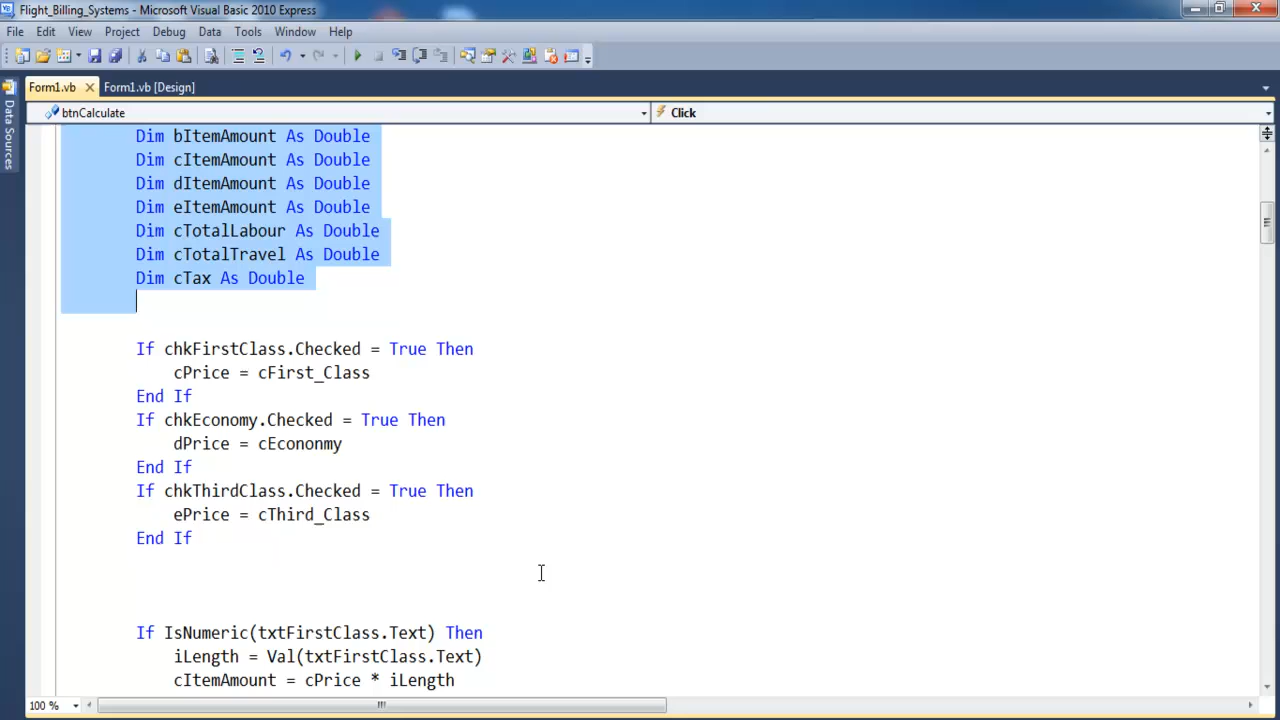 Flight_Billing_Systems - Microsoft Visual Basic 2010 Express
File Edit View Project Debug Data Tools Window Help
Form1.vb Form1.vb [Design]
btnCalculate Click
Data Sources
Dim bItemAmount As Double
Dim cItemAmount As Double
Dim dItemAmount As Double
Dim eItemAmount As Double
Dim cTotalLabour As Double
Dim cTotalTravel As Double
Dim cTax As Double
If chkFirstClass.Checked = True Then
cPrice = cFirst_Class
End If
If chkEconomy.Checked = True Then
dPrice = cEcononmy
End If
If chkThirdClass.Checked = True Then
ePrice = cThird_Class
End If
If IsNumeric(txtFirstClass.Text) Then
iLength = Val(txtFirstClass.Text)
cItemAmount = cPrice * iLength
100 %